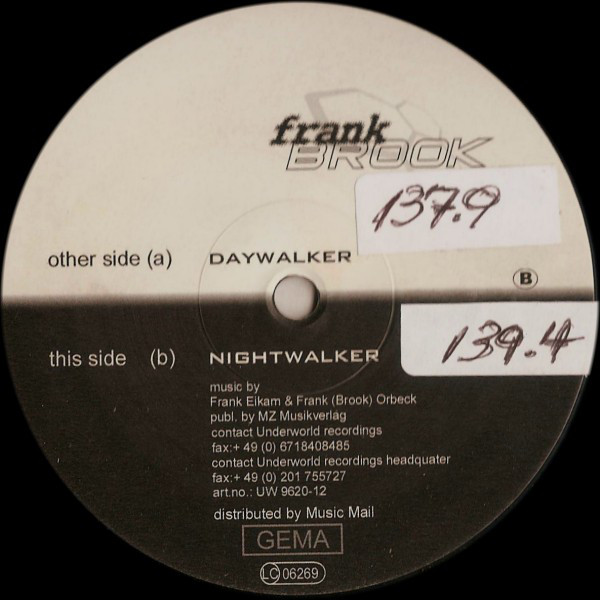 frank
BROOK
137.9
other side (a) DAYWALKER
B
this side (b) NIGHTWALKER
139.4
music by
Frank Eikam & Frank (Brook) Orbeck
publ. by MZ Musikverlag
contact Underworld recordings
fax:+ 49 (0) 6718408485
contact Underworld recordings headquater
fax:+ 49 (0) 201 755727
art.no.: UW 9620-12
distributed by Music Mail
GEMA
LC 06269